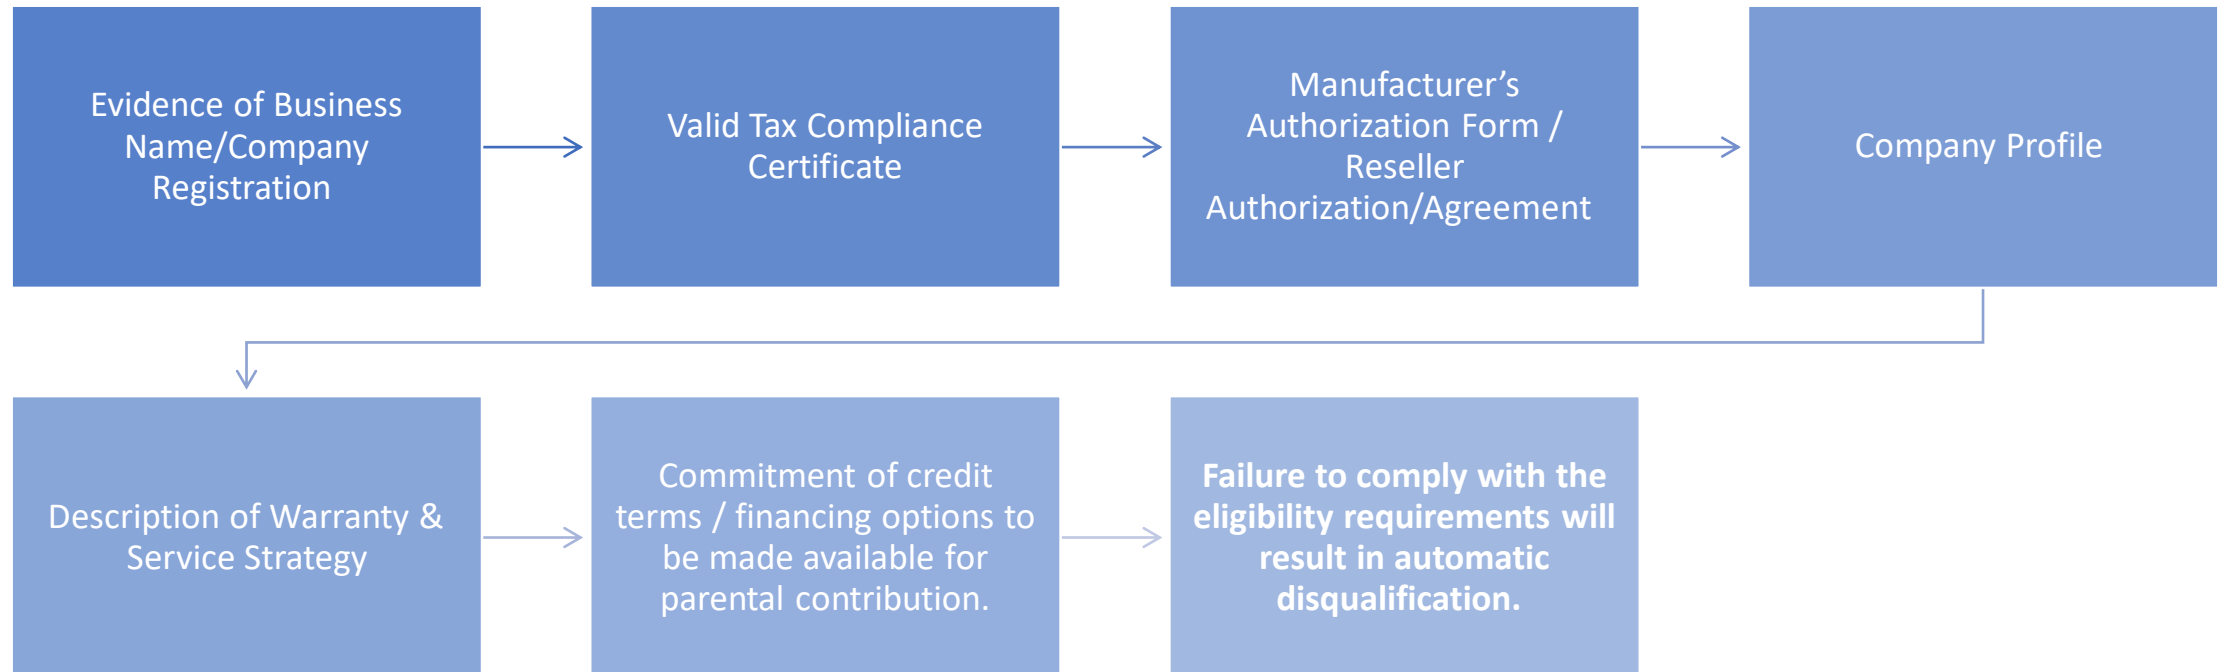 Evidence of Business
Name/Company
Registration
Valid Tax Compliance
Certificate
Manufacturer’s
Authorization Form /
Reseller
Authorization/Agreement
Company Profile
Description of Warranty &
Service Strategy
Commitment of credit
terms / financing options to
be made available for
parental contribution.
Failure to comply with the
eligibility requirements will
result in automatic
disqualification.